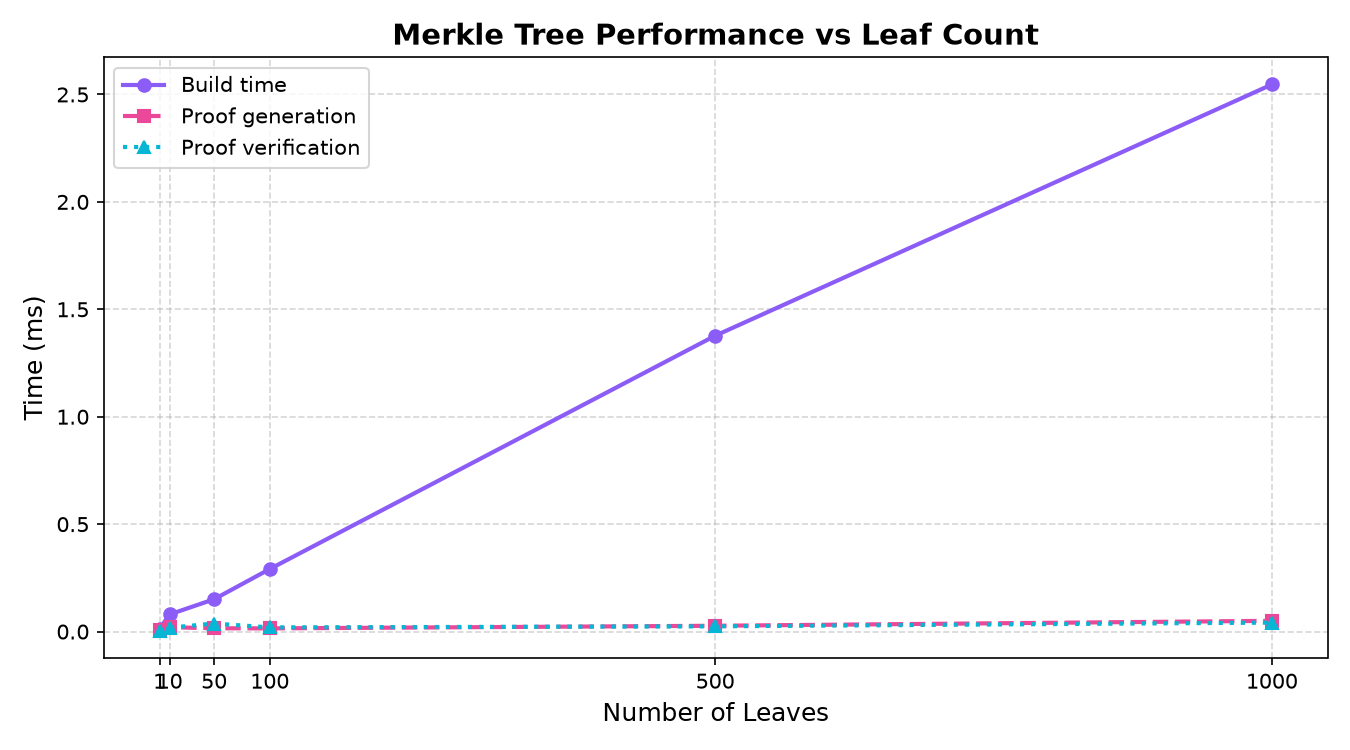 Merkle Tree Performance vs Leaf Count
Build time
Proof generation
Proof verification
2.5
2.0
1.5
1.0
0.5
0.0
Time (ms)
1 10 50 100 500 1000
Number of Leaves